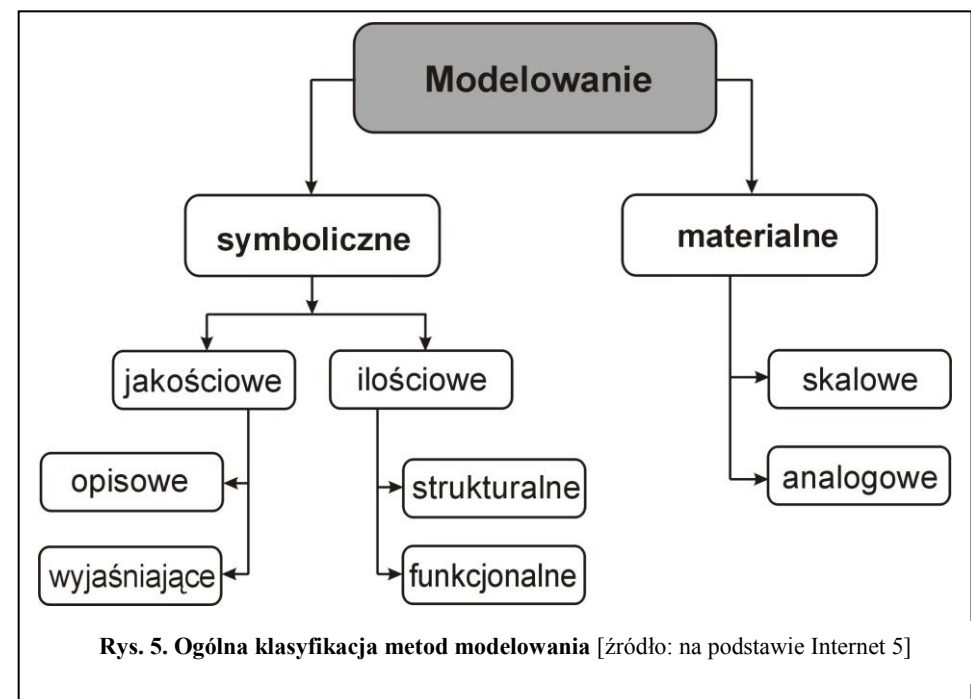 Modelowanie
symboliczne
materialne
jakościowe
ilościowe
skalowe
opisowe
strukturalne
analogowe
wyjaśniające
funkcjonalne
Rys. 5. Ogólna klasyfikacja metod modelowania [źródło: na podstawie Internet 5]